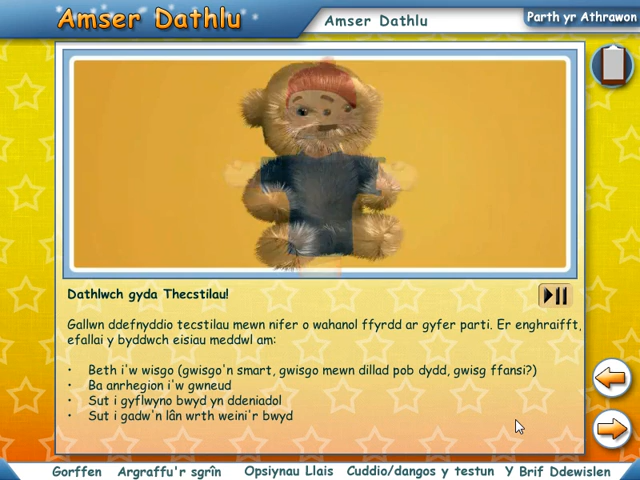 Amser Dathlu
Amser Dathlu
Parth yr Athrawon
Dathlwch gyda Thecstilau!
Gallwn ddefnyddio tecstilau mewn nifer o wahanol ffyrdd ar gyfer parti. Er enghraifft,
efallai y byddwch eisiau meddwl am:
• Beth i'w wisgo (gwisgo'n smart, gwisgo mewn dillad pob dydd, gwisg ffansi?)
• Ba anrhegion i'w gwneud
• Sut i gyflwyno bwyd yn ddeniadol
• Sut i gadw'n lân wrth weini'r bwyd
Gorffen Argraffu'r sgrîn Opsiynau Llais Cuddio/dangos y testun Y Brif Ddewislen